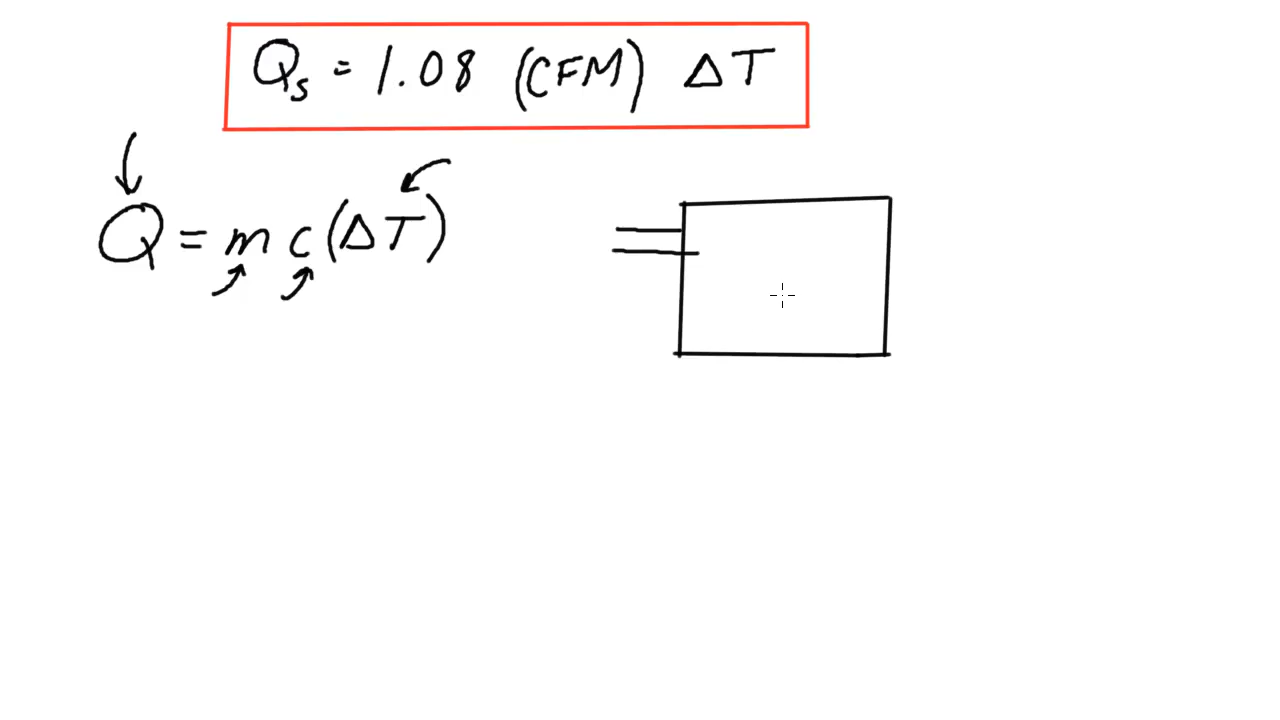 Qs = 1.08 (CFM) ΔT
Q = m c (ΔT)